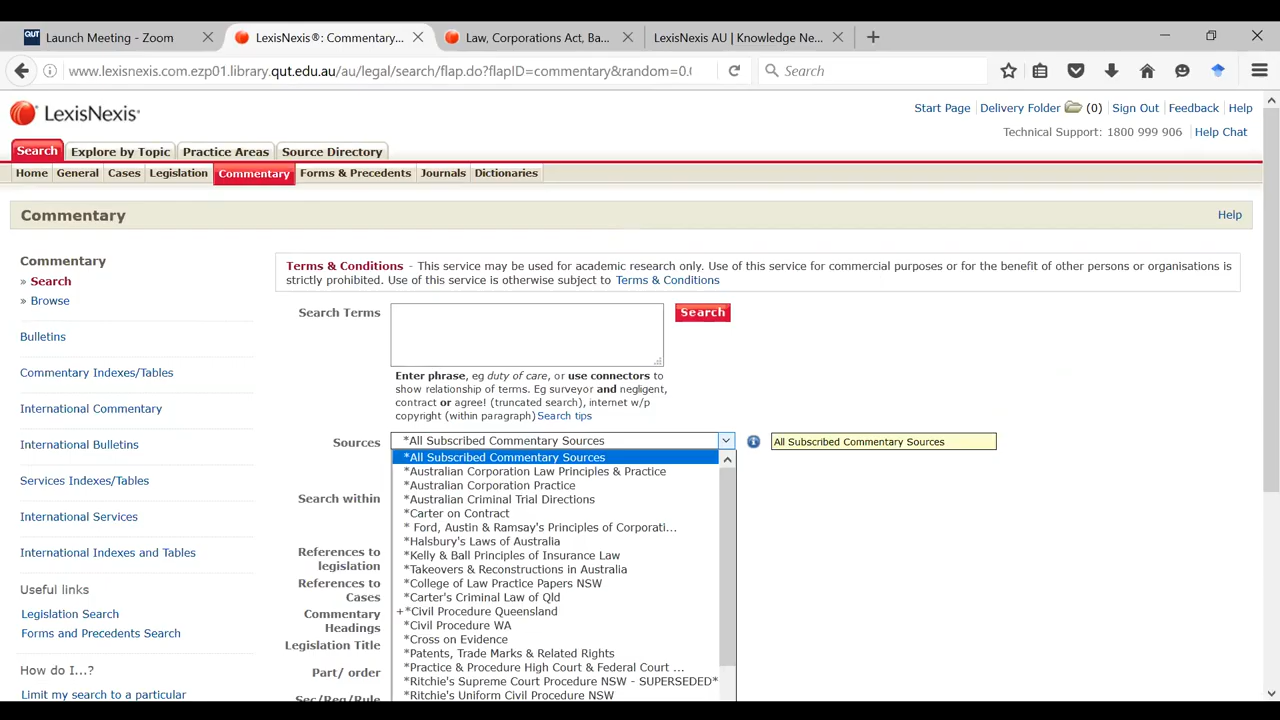 QUT Launch Meeting - Zoom
LexisNexis®: Commentary...
Law, Corporations Act, Ba...
LexisNexis AU | Knowledge Ne...
www.lexisnexis.com.ezp01.library.qut.edu.au/au/legal/search/flap.do?flapID=commentary&random=0.
Search
LexisNexis®
Start Page
Delivery Folder (0)
Sign Out
Feedback
Help
Technical Support: 1800 999 906
Help Chat
Search
Explore by Topic
Practice Areas
Source Directory
Home
General
Cases
Legislation
Commentary
Forms & Precedents
Journals
Dictionaries
Commentary
Help
Commentary
» Search
» Browse
Bulletins
Commentary Indexes/Tables
International Commentary
International Bulletins
Services Indexes/Tables
International Services
International Indexes and Tables
Useful links
Legislation Search
Forms and Precedents Search
How do I...?
Limit my search to a particular
Terms & Conditions - This service may be used for academic research only. Use of this service for commercial purposes or for the benefit of other persons or organisations is
strictly prohibited. Use of this service is otherwise subject to Terms & Conditions
Search Terms
Search
Enter phrase, eg duty of care, or use connectors to
show relationship of terms. Eg surveyor and negligent,
contract or agree! (truncated search), internet w/p
copyright (within paragraph) Search tips
Sources
*All Subscribed Commentary Sources
All Subscribed Commentary Sources
*All Subscribed Commentary Sources
*Australian Corporation Law Principles & Practice
*Australian Corporation Practice
*Australian Criminal Trial Directions
*Carter on Contract
* Ford, Austin & Ramsay's Principles of Corporati...
*Halsbury's Laws of Australia
*Kelly & Ball Principles of Insurance Law
*Takeovers & Reconstructions in Australia
*College of Law Practice Papers NSW
*Carter's Criminal Law of Qld
+*Civil Procedure Queensland
*Civil Procedure WA
*Cross on Evidence
*Patents, Trade Marks & Related Rights
*Practice & Procedure High Court & Federal Court ...
*Ritchie's Supreme Court Procedure NSW - SUPERSEDED*
*Ritchie's Uniform Civil Procedure NSW
Search within
References to
legislation
References to
Cases
Commentary
Headings
Legislation Title
Part/ order
Sec/Reg/Rule